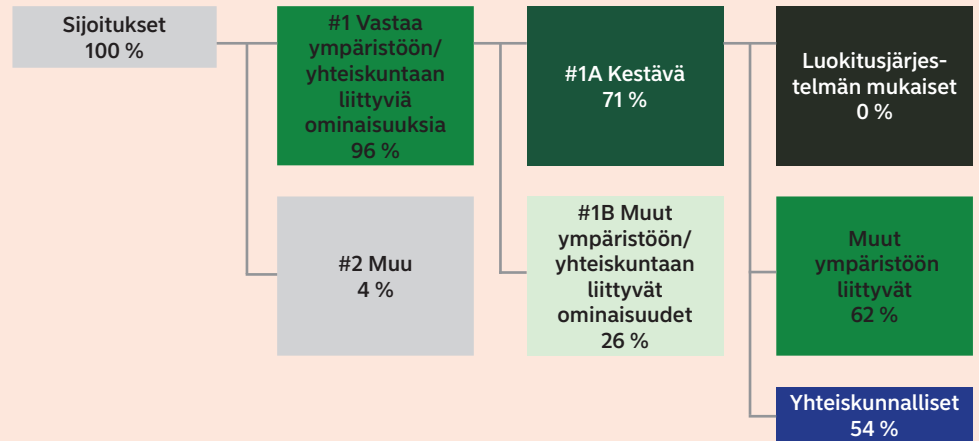 Sijoitukset
100 %
#1 Vastaa
ympäristöön/
yhteiskuntaan
liittyviä
ominaisuuksia
96 %
#2 Muu
4 %
#1A Kestävä
71 %
#1B Muut
ympäristöön/
yhteiskuntaan
liittyvät
ominaisuudet
26 %
Luokitusjärjes-
telmän mukaiset
0 %
Muut
ympäristöön
liittyvät
62 %
Yhteiskunnalliset
54 %